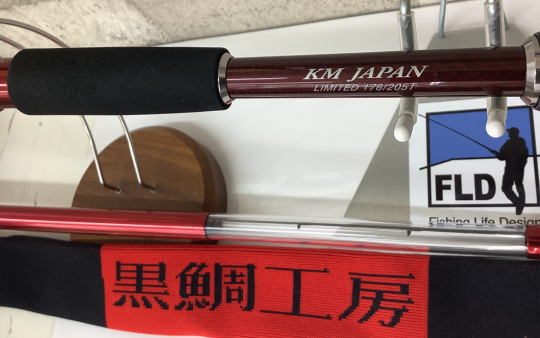 KM JAPAN
LIMITED 178/205T
FLD
Fishing Life Design
黒鯛工房